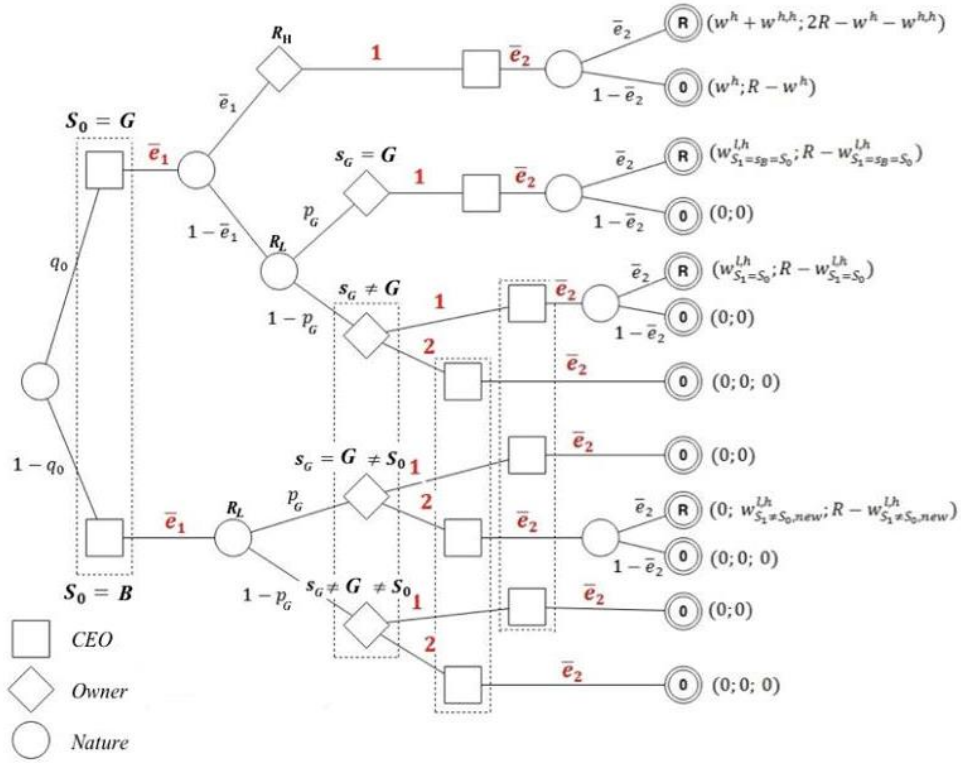 R_H
1
ē_2
ē_2
R
(w^h + w^{h,h}; 2R − w^h − w^{h,h})
1 − ē_2
0
(w^h; R − w^h)
ē_1
S_0 = G
ē_1
s_G = G
1
ē_2
ē_2
R
(w^{l,h}_{S_1=s_B=S_0}; R − w^{l,h}_{S_1=s_B=S_0})
1 − ē_2
0
(0; 0)
p_G
1 − ē_1
R_L
q_0
s_G ≠ G
1 − p_G
1
ē_2
ē_2
R
(w^{l,h}_{S_1=S_0}; R − w^{l,h}_{S_1=S_0})
1 − ē_2
0
(0; 0)
2
ē_2
0
(0; 0; 0)
1 − q_0
s_G = G ≠ S_0
1
ē_2
0
(0; 0)
p_G
2
ē_1
R_L
ē_2
ē_2
R
(0; w^{l,h}_{S_1≠S_0,new}; R − w^{l,h}_{S_1≠S_0,new})
1 − ē_2
0
(0; 0; 0)
S_0 = B
1 − p_G
s_G ≠ G ≠ S_0
1
ē_2
0
(0; 0)
2
ē_2
0
(0; 0; 0)
CEO
Owner
Nature